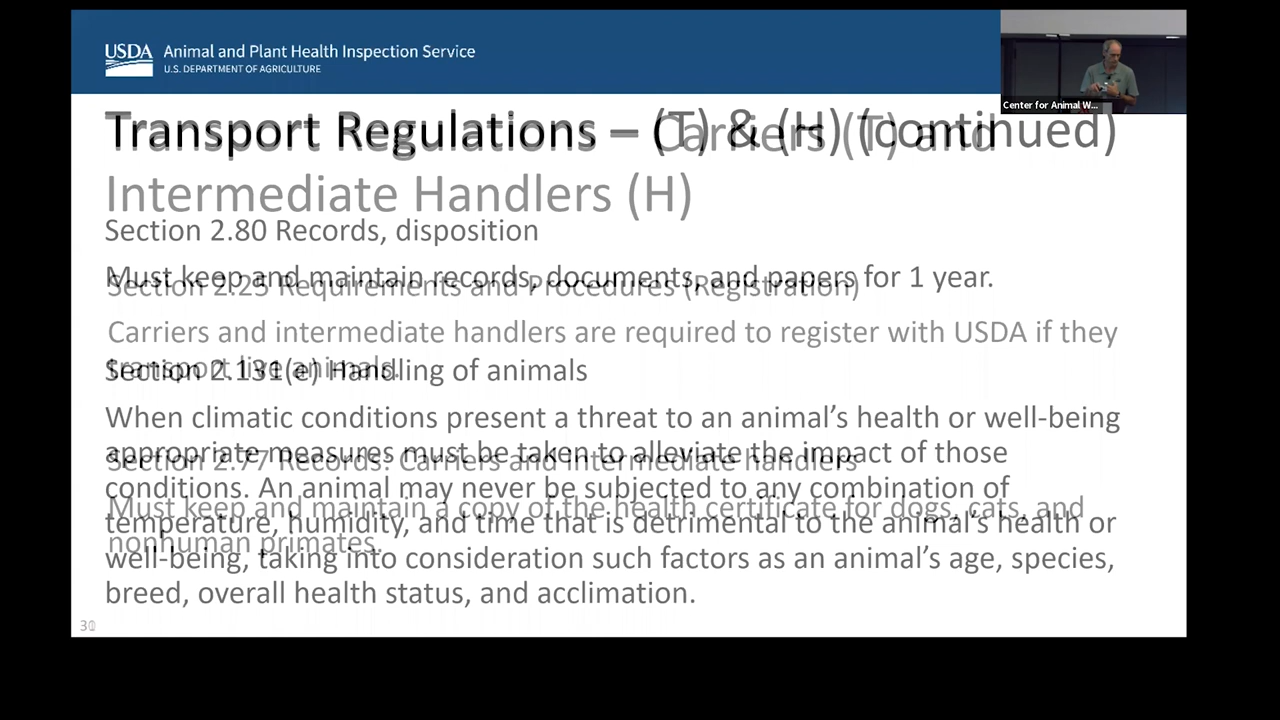 USDA Animal and Plant Health Inspection Service
U.S. DEPARTMENT OF AGRICULTURE
Center for Animal W...
Transport Regulations – (T) & (H) (continued)
Carriers (T) and
Intermediate Handlers (H)
Section 2.80 Records, disposition
Must keep and maintain records, documents, and papers for 1 year.
Section 2.25 Requirements and Procedures (Registration)
Carriers and intermediate handlers are required to register with USDA if they
transport live animals.
Section 2.131(e) Handling of animals
When climatic conditions present a threat to an animal’s health or well-being
appropriate measures must be taken to alleviate the impact of those
Section 2.77 Records: Carriers and intermediate handlers
conditions. An animal may never be subjected to any combination of
Must keep and maintain a copy of the health certificate for dogs, cats, and
temperature, humidity, and time that is detrimental to the animal’s health or
nonhuman primates.
well-being, taking into consideration such factors as an animal’s age, species,
breed, overall health status, and acclimation.